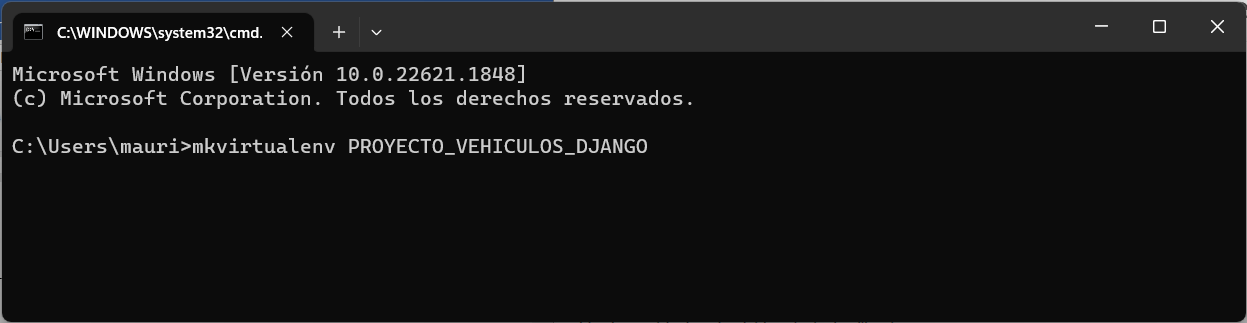 C:\WINDOWS\system32\cmd.
Microsoft Windows [Versión 10.0.22621.1848]
(c) Microsoft Corporation. Todos los derechos reservados.
C:\Users\mauri>mkvirtualenv PROYECTO_VEHICULOS_DJANGO